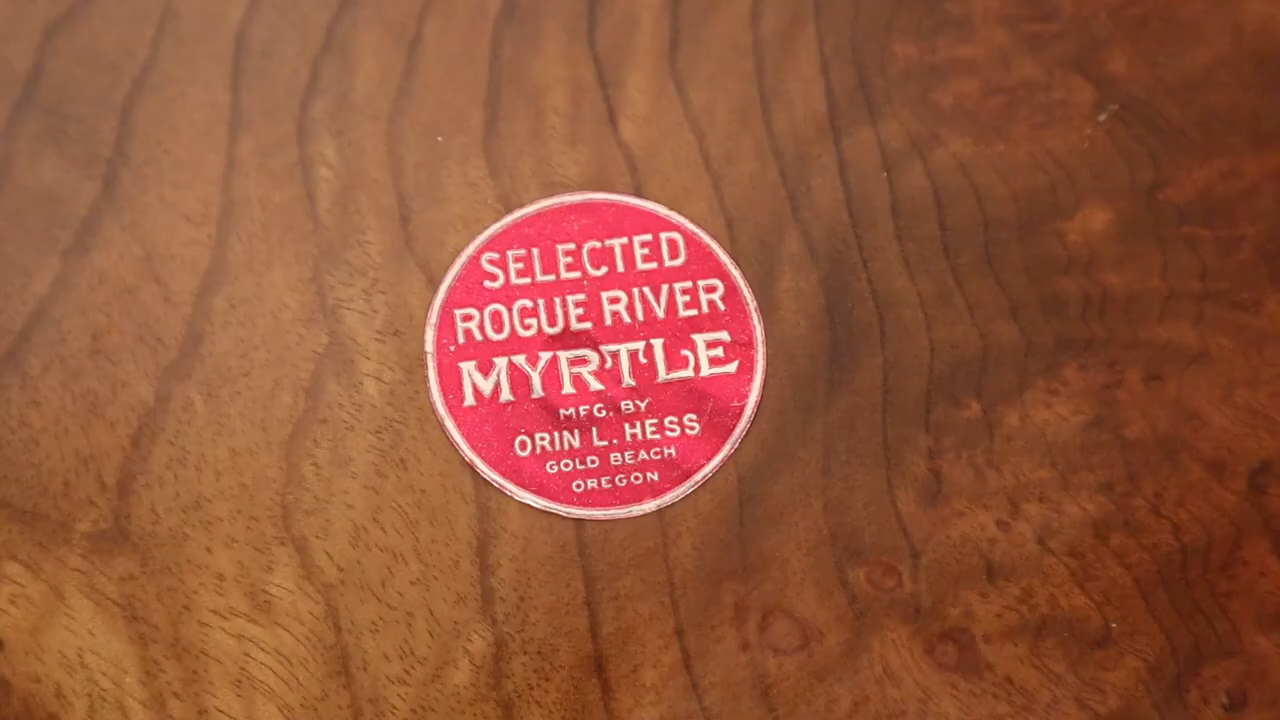 SELECTED
ROGUE RIVER
MYRTLE
MFG. BY
ORIN L. HESS
GOLD BEACH
OREGON